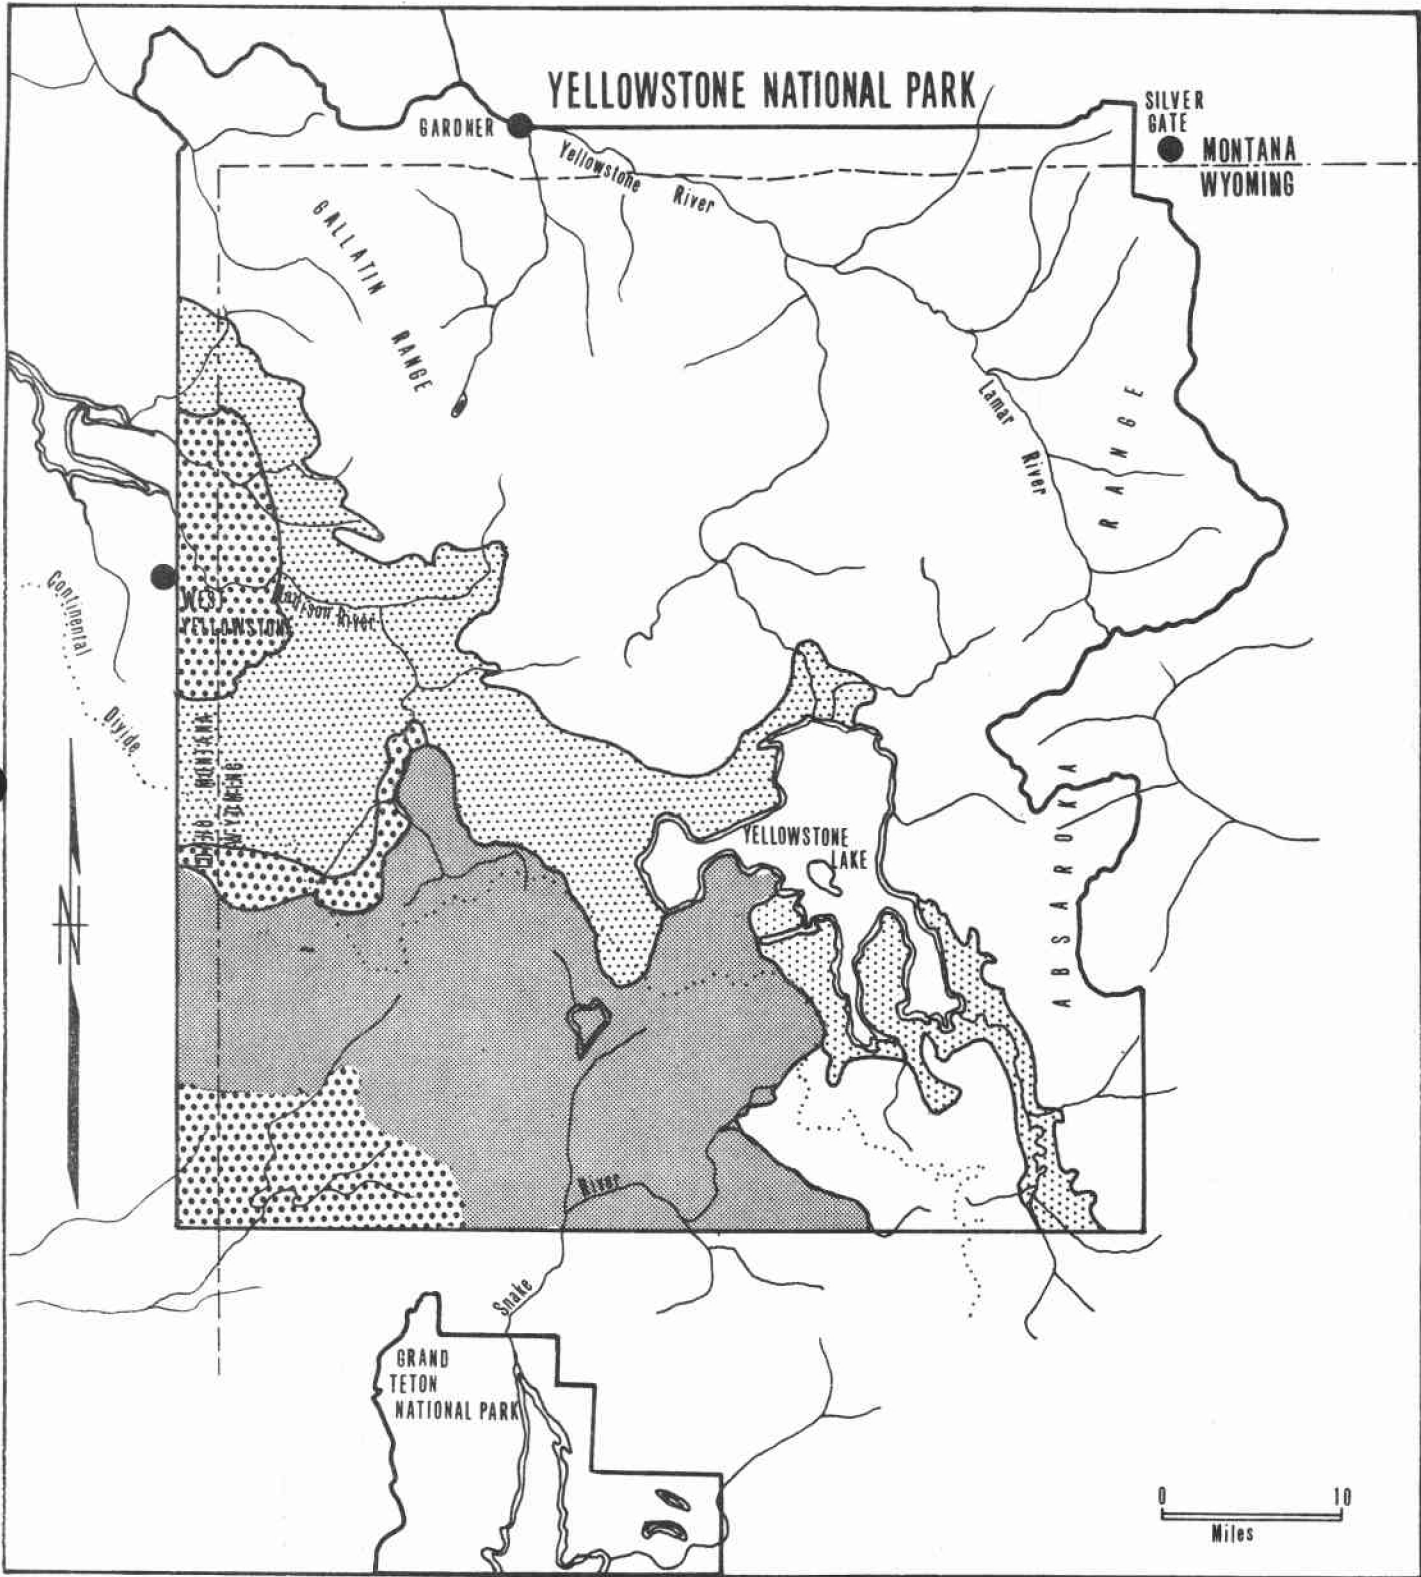 YELLOWSTONE NATIONAL PARK
SILVER
GATE
GARDNER
MONTANA
WYOMING
Yellowstone River
GALLATIN RANGE
Lamar River
RANGE
Continental Divide
WEST
YELLOWSTONE
Madison River
IDAHO MONTANA
WYOMING
YELLOWSTONE
LAKE
ABSAROKA
N
River
Snake
GRAND
TETON
NATIONAL PARK
0 10
Miles